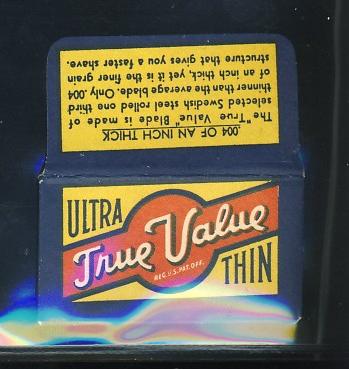 .004 OF AN INCH THICK
The "True Value" Blade is made of
selected Swedish steel rolled one third
thinner than the average blade. Only .004
of an inch thick, yet it is the finer grain
structure that gives you a faster shave.
ULTRA
True Value
REG. U.S. PAT. OFF.
THIN